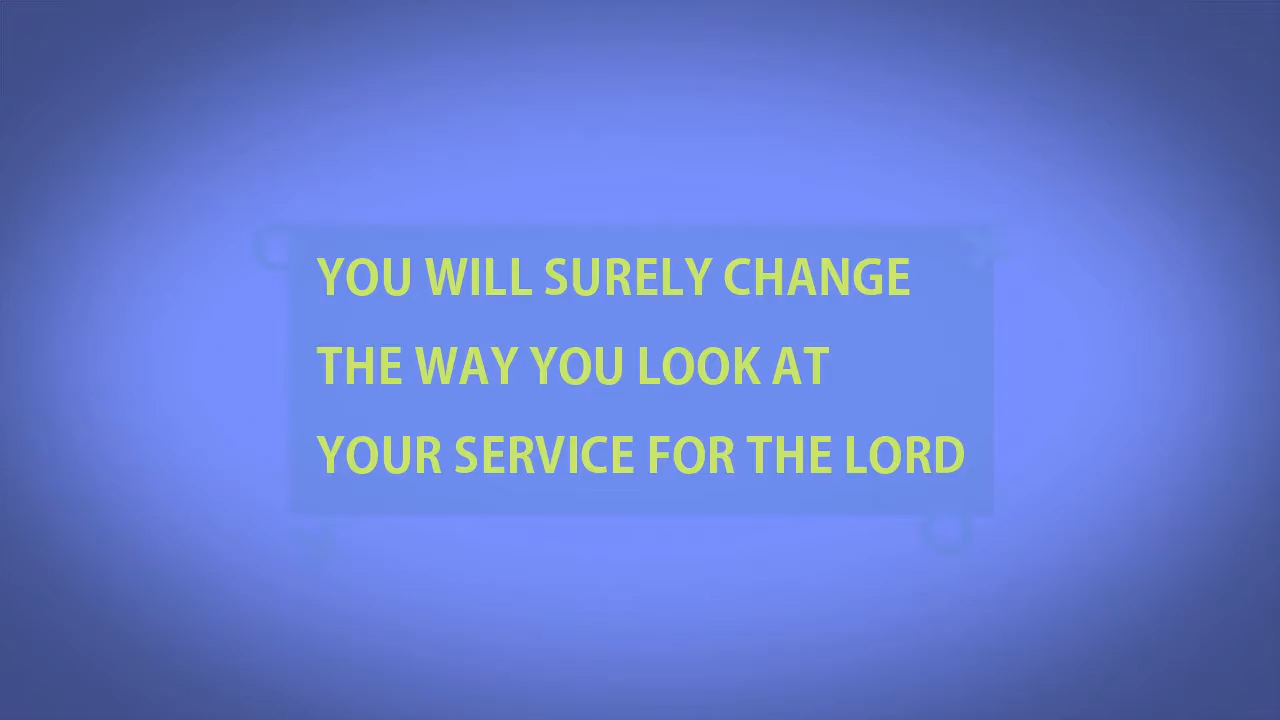 YOU WILL SURELY CHANGE
THE WAY YOU LOOK AT
YOUR SERVICE FOR THE LORD